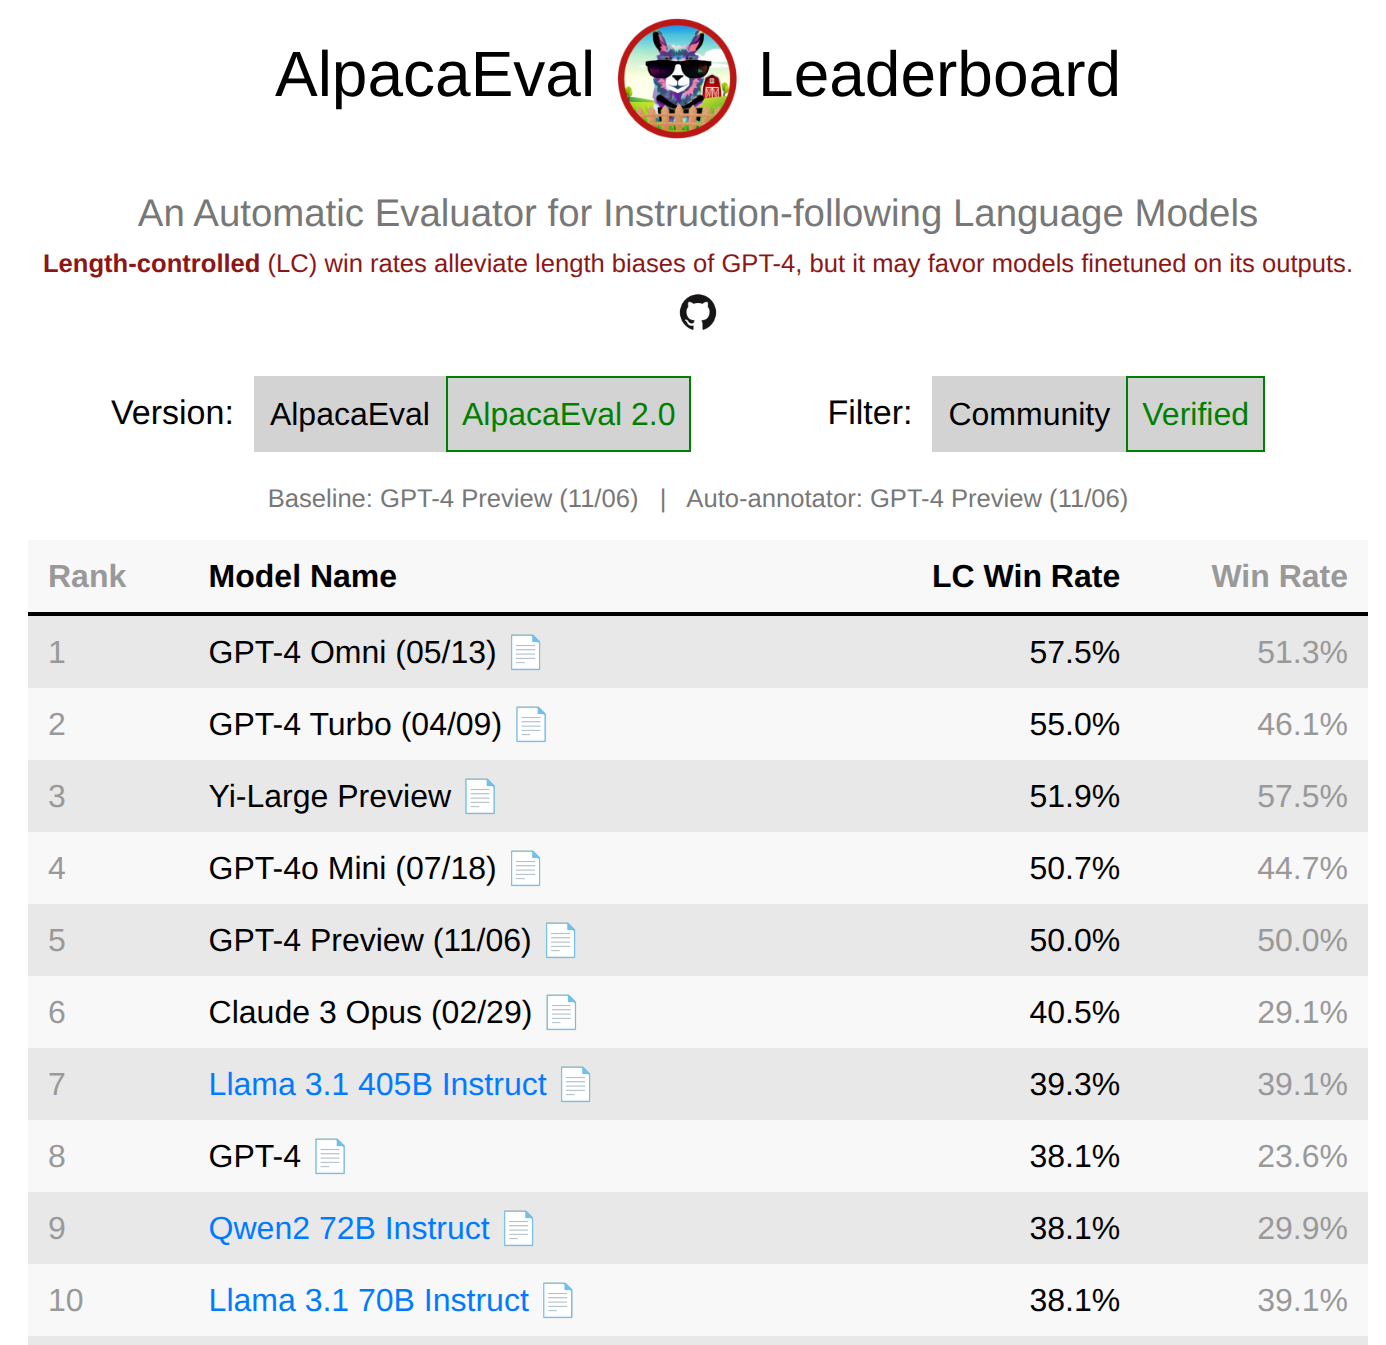 AlpacaEval Leaderboard
An Automatic Evaluator for Instruction-following Language Models
Length-controlled (LC) win rates alleviate length biases of GPT-4, but it may favor models finetuned on its outputs.
Version: AlpacaEval AlpacaEval 2.0 Filter: Community Verified
Baseline: GPT-4 Preview (11/06) | Auto-annotator: GPT-4 Preview (11/06)
Rank Model Name LC Win Rate Win Rate
1 GPT-4 Omni (05/13) 57.5% 51.3%
2 GPT-4 Turbo (04/09) 55.0% 46.1%
3 Yi-Large Preview 51.9% 57.5%
4 GPT-4o Mini (07/18) 50.7% 44.7%
5 GPT-4 Preview (11/06) 50.0% 50.0%
6 Claude 3 Opus (02/29) 40.5% 29.1%
7 Llama 3.1 405B Instruct 39.3% 39.1%
8 GPT-4 38.1% 23.6%
9 Qwen2 72B Instruct 38.1% 29.9%
10 Llama 3.1 70B Instruct 38.1% 39.1%